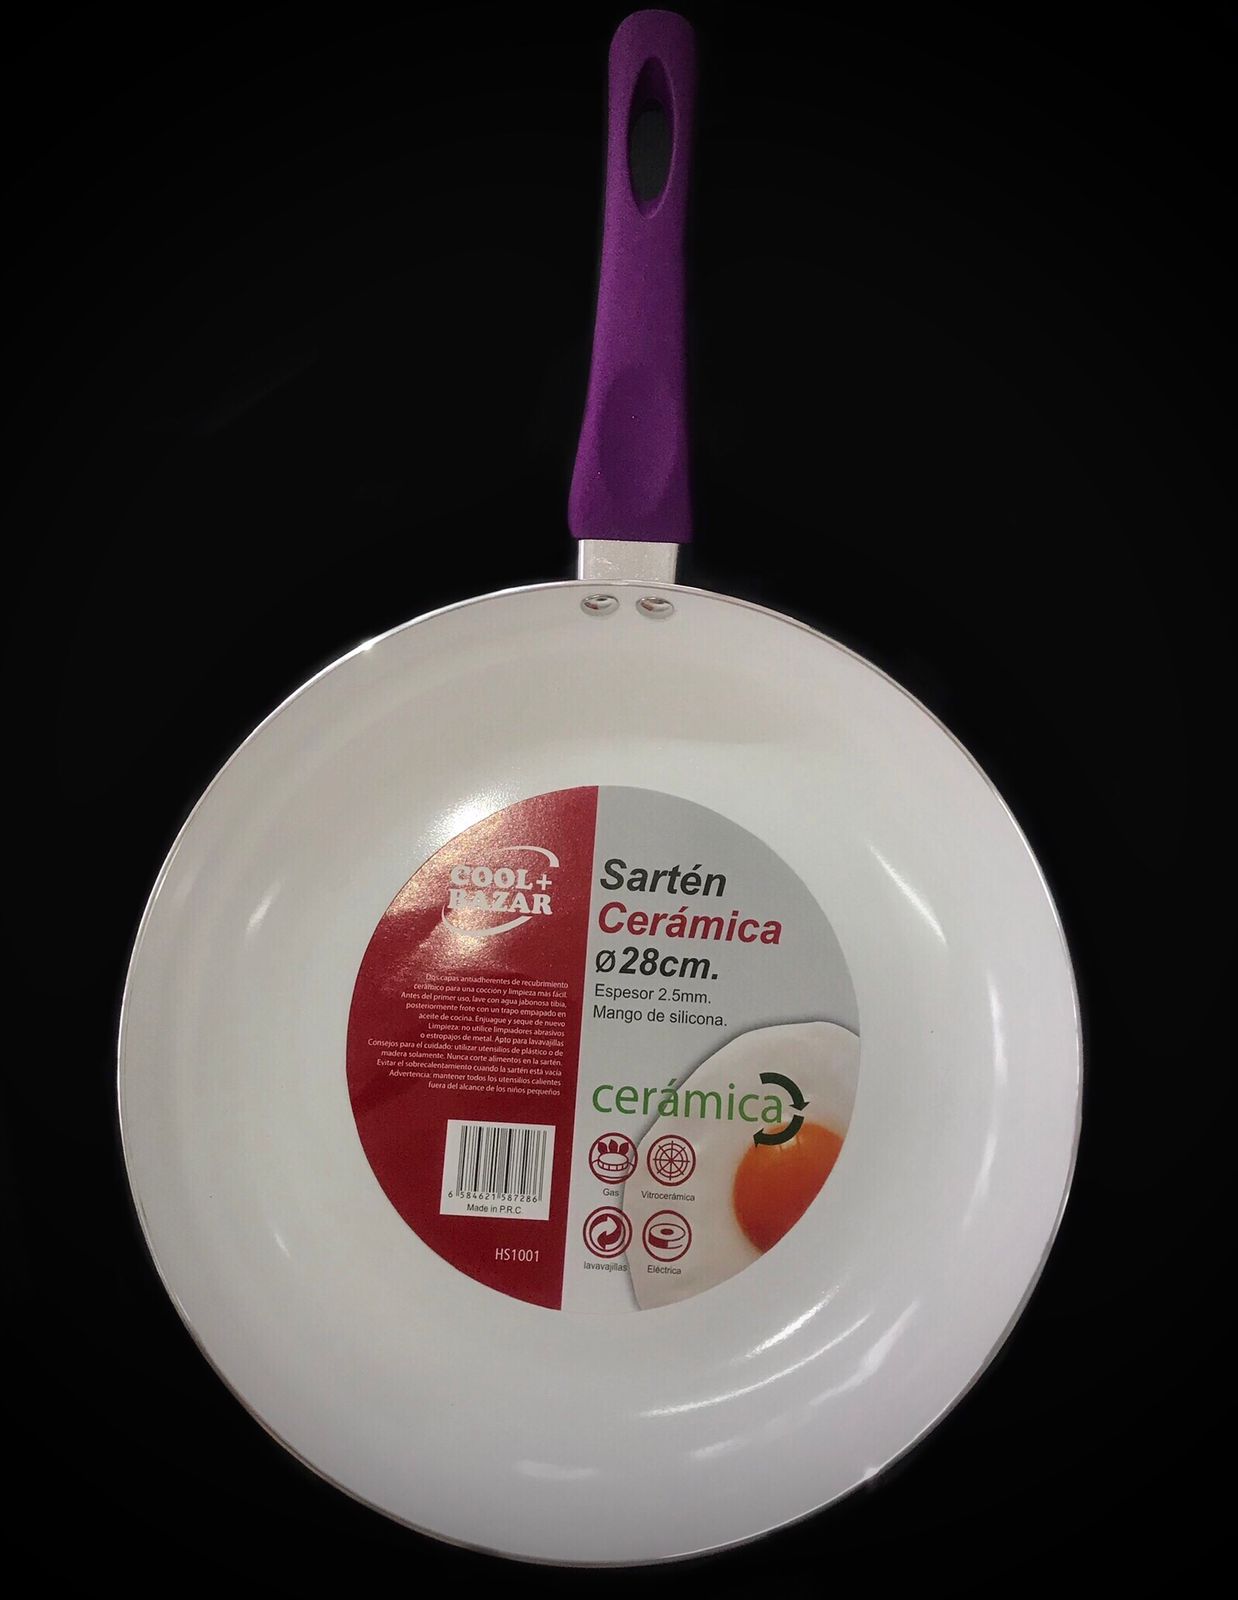 COOL+
BAZAR
Dos capas antiadherentes de recubrimiento
cerámico para una cocción y limpieza más fácil.
Antes del primer uso, lave con agua jabonosa tibia,
posteriormente frote con un trapo empapado en
aceite de cocina. Enjuague y seque de nuevo
Limpieza: no utilice limpiadores abrasivos
o estropajos de metal. Apto para lavavajillas
Consejos para el cuidado: utilizar utensilios de plástico o de
madera solamente. Nunca corte alimentos en la sartén.
Evitar el sobrecalentamiento cuando la sartén está vacía
Advertencia: mantener todos los utensilios calientes
fuera del alcance de los niños pequeños
6 584621 587286
Made in P.R.C.
HS1001
Sartén
Cerámica
ø28cm.
Espesor 2.5mm.
Mango de silicona.
cerámica
Gas
Vitrocerámica
lavavajillas
Eléctrica